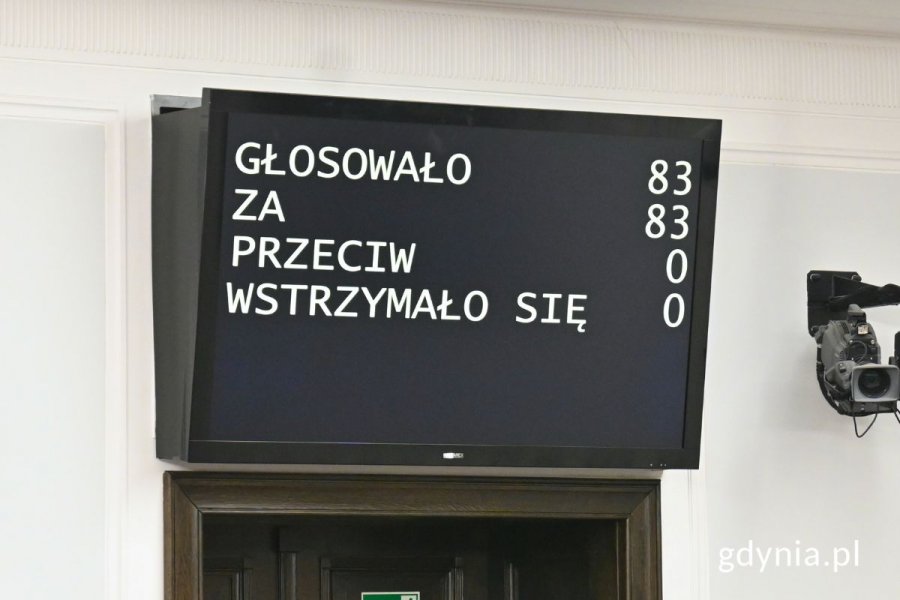 GŁOSOWAŁO 83
ZA 83
PRZECIW 0
WSTRZYMAŁO SIĘ 0
gdynia.pl